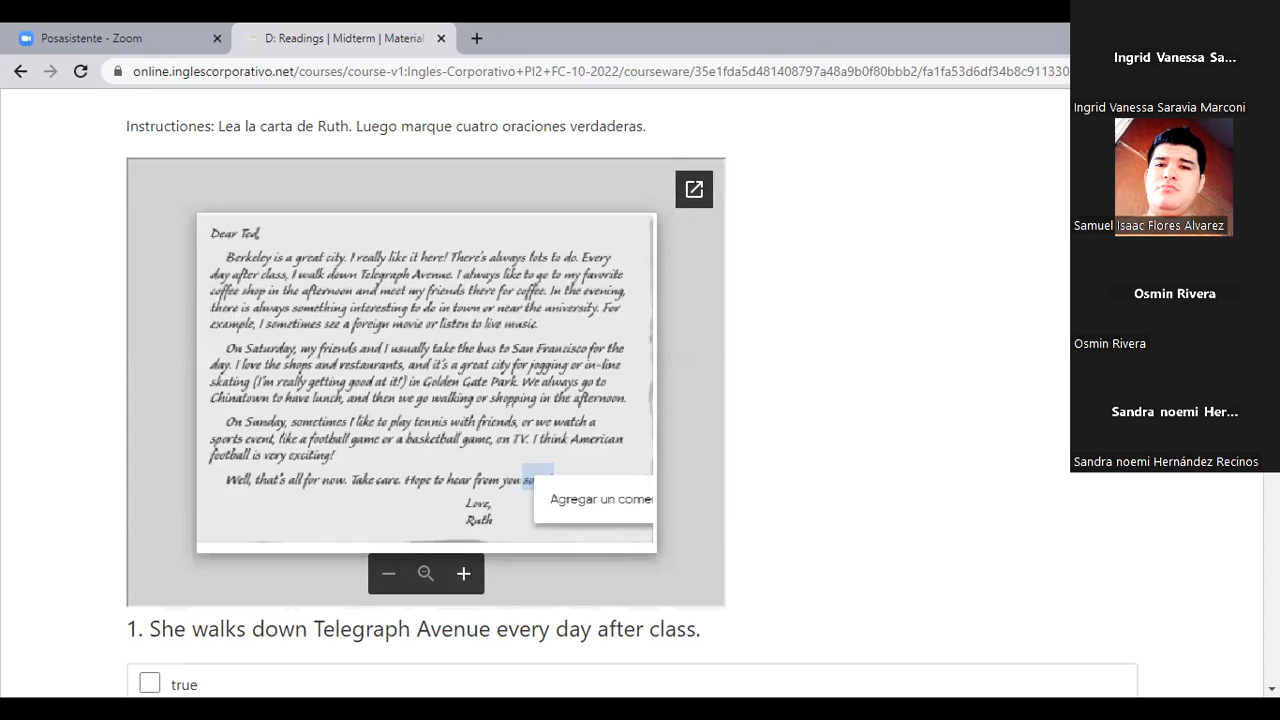 Posasistente - Zoom
D: Readings | Midterm | Material
online.inglescorporativo.net/courses/course-v1:Ingles-Corporativo+PI2+FC-10-2022/courseware/35e1fda5d481408797a48a9b0f80bbb2/fa1fa53d6df34b8c911330
Instructiones: Lea la carta de Ruth. Luego marque cuatro oraciones verdaderas.
Dear Ted,
Berkeley is a great city. I really like it here! There's always lots to do. Every
day after class, I walk down Telegraph Avenue. I always like to go to my favorite
coffee shop in the afternoon and meet my friends there for coffee. In the evening,
there is always something interesting to do in town or near the university. For
example, I sometimes see a foreign movie or listen to live music.
On Saturday, my friends and I usually take the bus to San Francisco for the
day. I love the shops and restaurants, and it's a great city for jogging or in-line
skating (I'm really getting good at it!) in Golden Gate Park. We always go to
Chinatown to have lunch, and then we go walking or shopping in the afternoon.
On Sunday, sometimes I like to play tennis with friends, or we watch a
sports event, like a football game or a basketball game, on TV. I think American
football is very exciting!
Well, that's all for now. Take care. Hope to hear from you so
Agregar un come
Love,
Ruth
1. She walks down Telegraph Avenue every day after class.
true
Ingrid Vanessa Sa...
Ingrid Vanessa Saravia Marconi
Samuel Isaac Flores Alvarez
Osmin Rivera
Osmin Rivera
Sandra noemi Her...
Sandra noemi Hernández Recinos